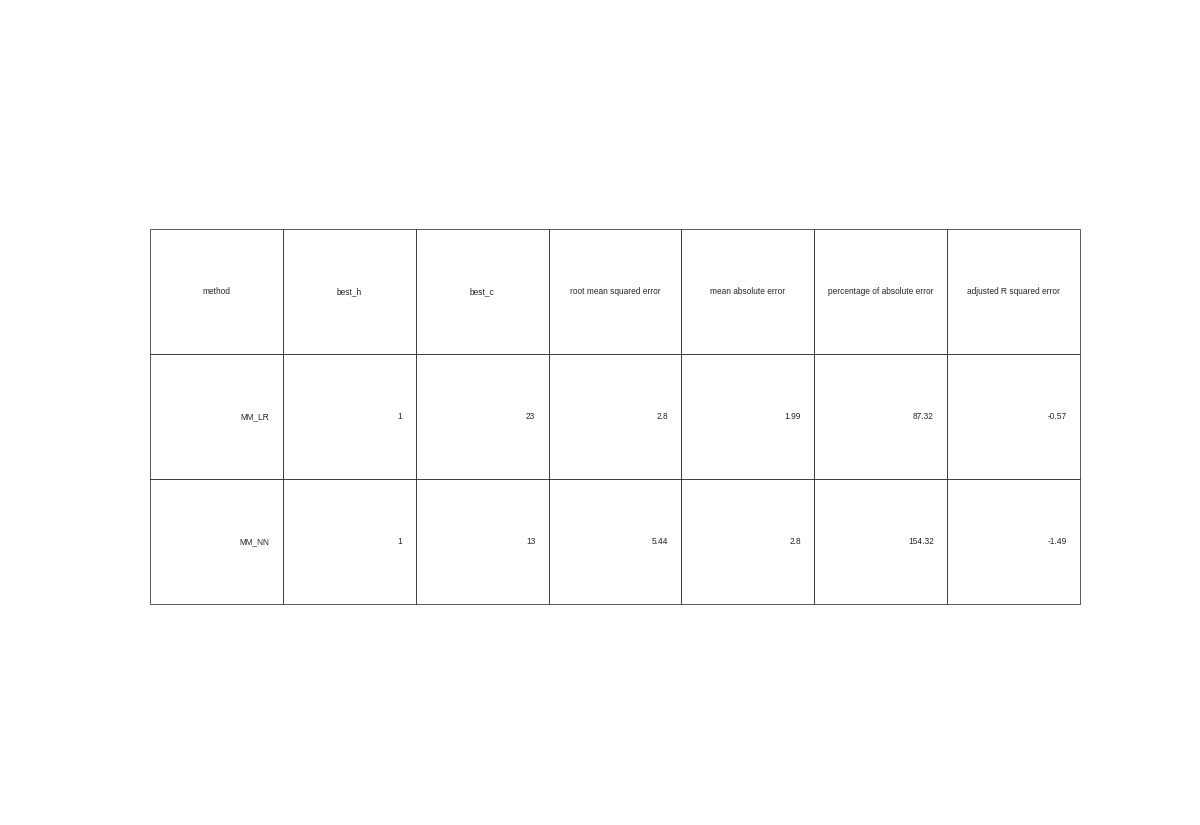 method best_h best_c root mean squared error mean absolute error percentage of absolute error adjusted R squared error
MM_LR 1 23 2.8 1.99 87.32 -0.57
MM_NN 1 13 5.44 2.8 154.32 -1.49